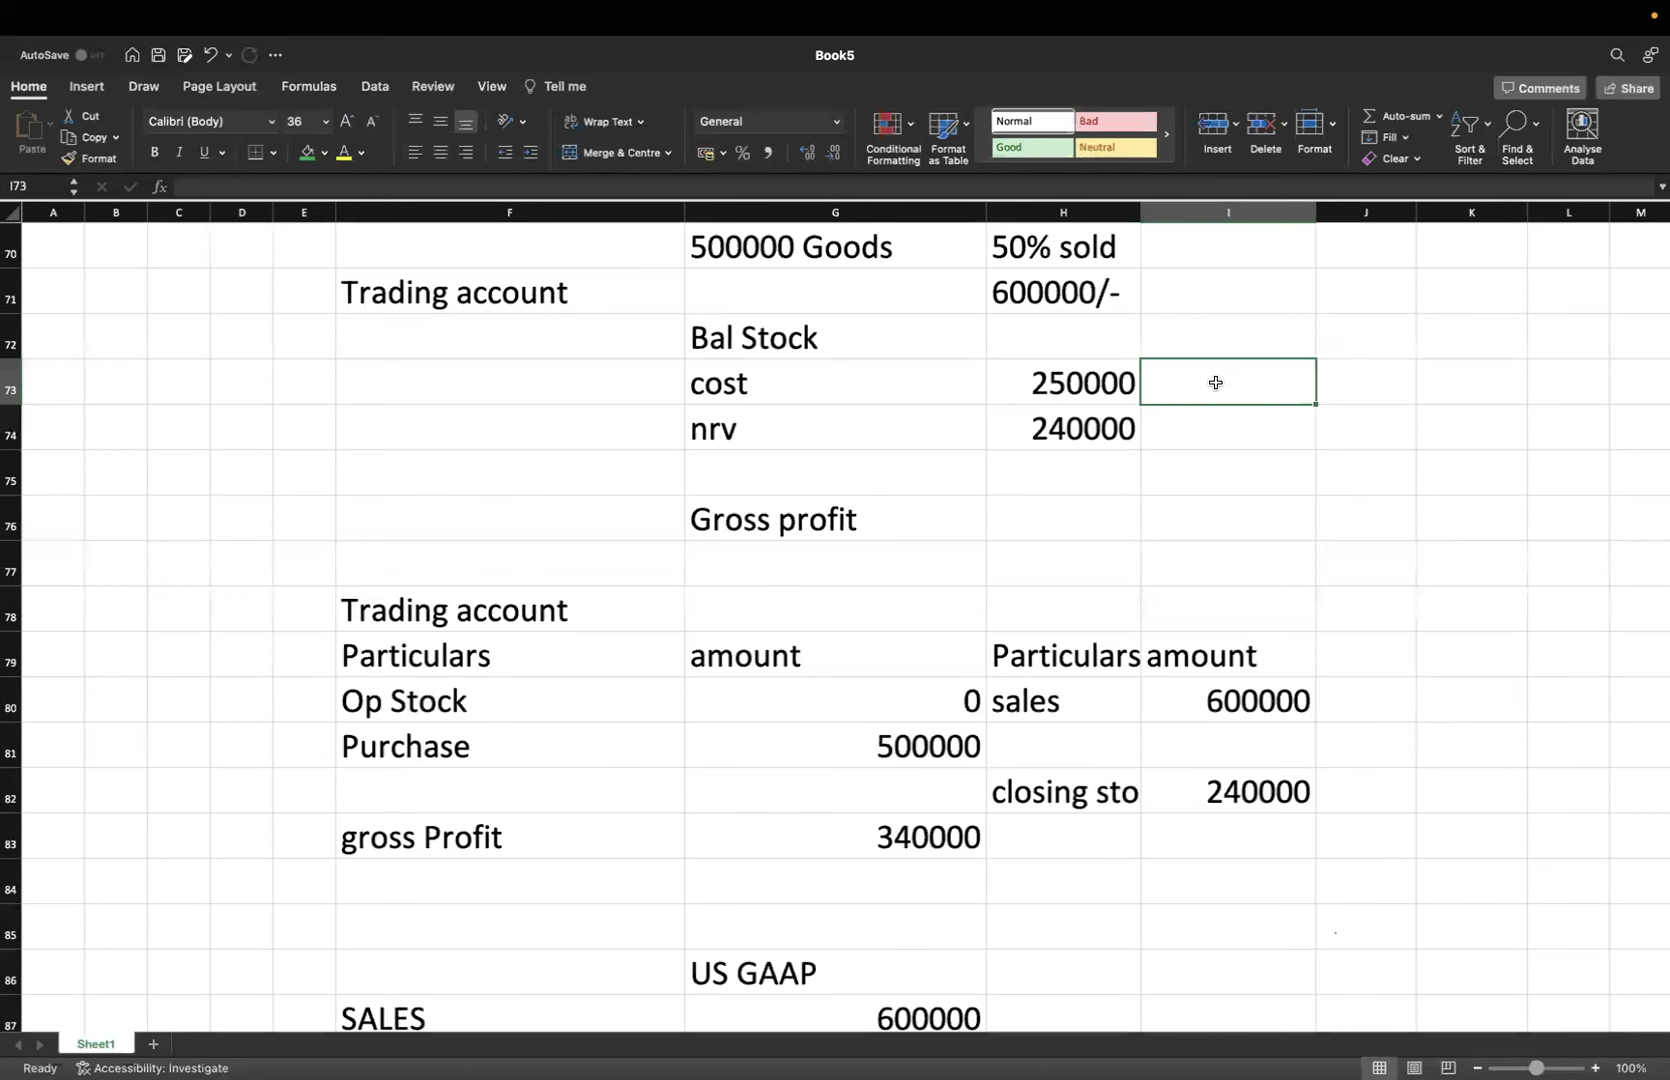 AutoSave OFF
Book5
Home Insert Draw Page Layout Formulas Data Review View Tell me
Comments Share
Paste Cut Copy Format
Calibri (Body) 36 A A
B I U A
Wrap Text
Merge & Centre
General
%
Conditional Formatting
Format as Table
Normal Bad
Good Neutral
Insert Delete Format
Auto-sum
Fill
Clear
Sort & Filter
Find & Select
Analyse Data
I73 fx
A B C D E F G H I J K L M
70 500000 Goods 50% sold
71 Trading account 600000/-
72 Bal Stock
73 cost 250000
74 nrv 240000
75
76 Gross profit
77
78 Trading account
79 Particulars amount Particulars amount
80 Op Stock 0 sales 600000
81 Purchase 500000
82 closing sto 240000
83 gross Profit 340000
84
85
86 US GAAP
87 SALES 600000
Sheet1 +
Ready Accessibility: Investigate 100%